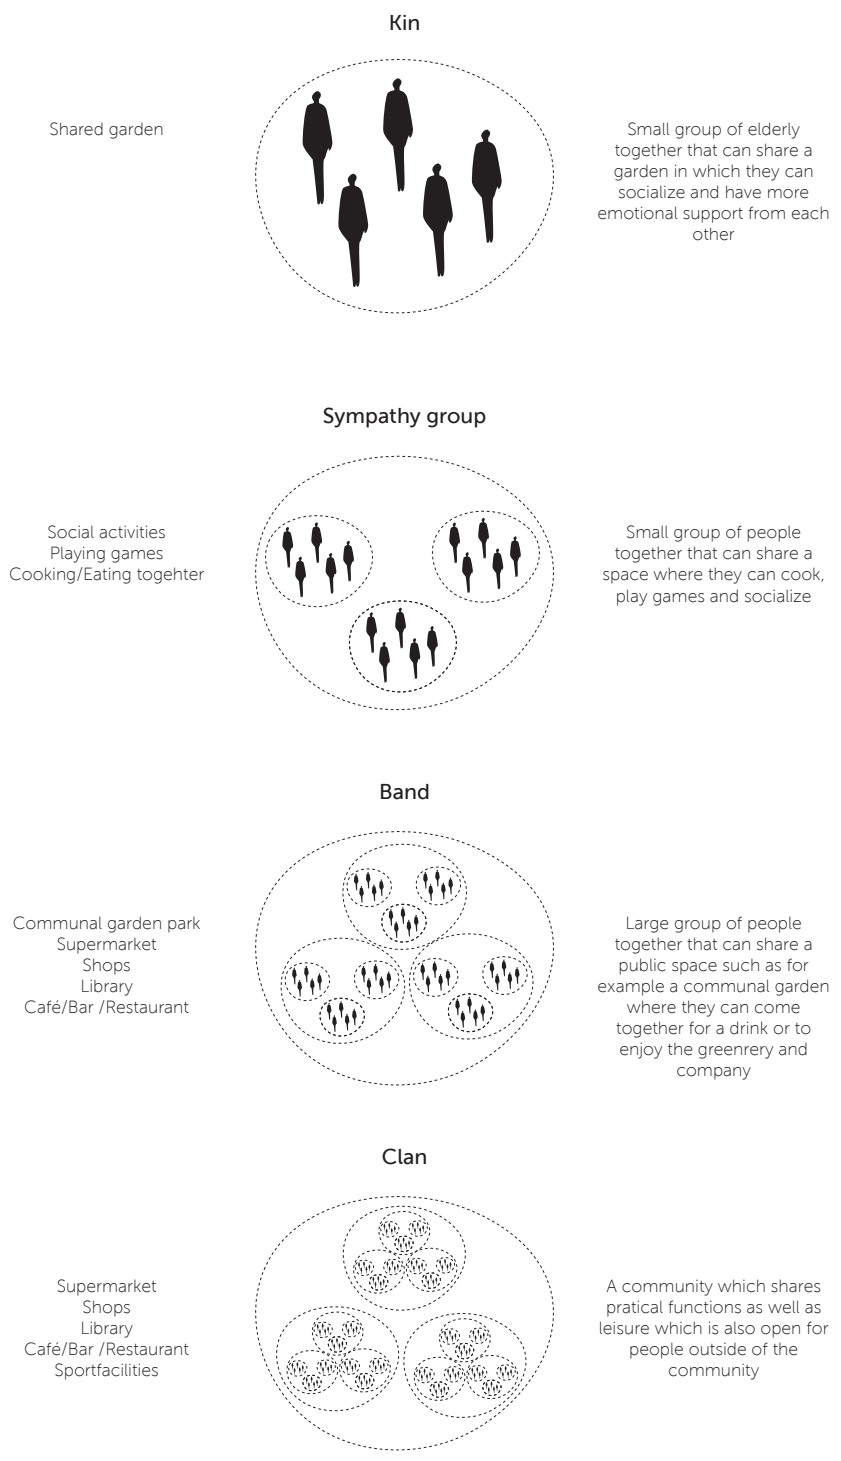 Kin
Shared garden
Small group of elderly
together that can share a
garden in which they can
socialize and have more
emotional support from each
other
Sympathy group
Social activities
Playing games
Cooking/Eating togehter
Small group of people
together that can share a
space where they can cook,
play games and socialize
Band
Communal garden park
Supermarket
Shops
Library
Café/Bar /Restaurant
Large group of people
together that can share a
public space such as for
example a communal garden
where they can come
together for a drink or to
enjoy the greenrery and
company
Clan
Supermarket
Shops
Library
Café/Bar /Restaurant
Sportfacilities
A community which shares
pratical functions as well as
leisure which is also open for
people outside of the
community